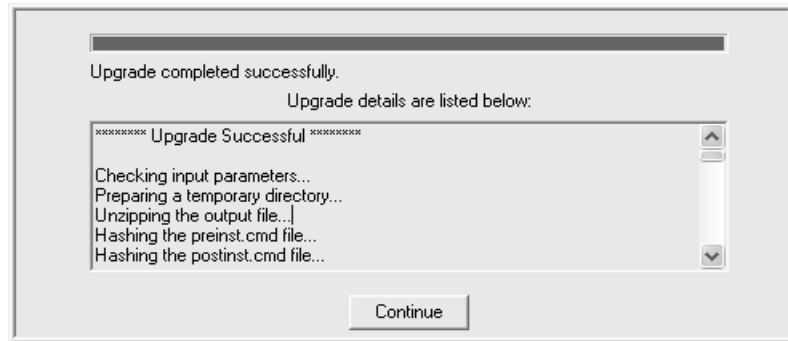 Upgrade completed successfully.
Upgrade details are listed below:
******** Upgrade Successful ********
Checking input parameters...
Preparing a temporary directory...
Unzipping the output file...
Hashing the preinst.cmd file...
Hashing the postinst.cmd file...
Continue